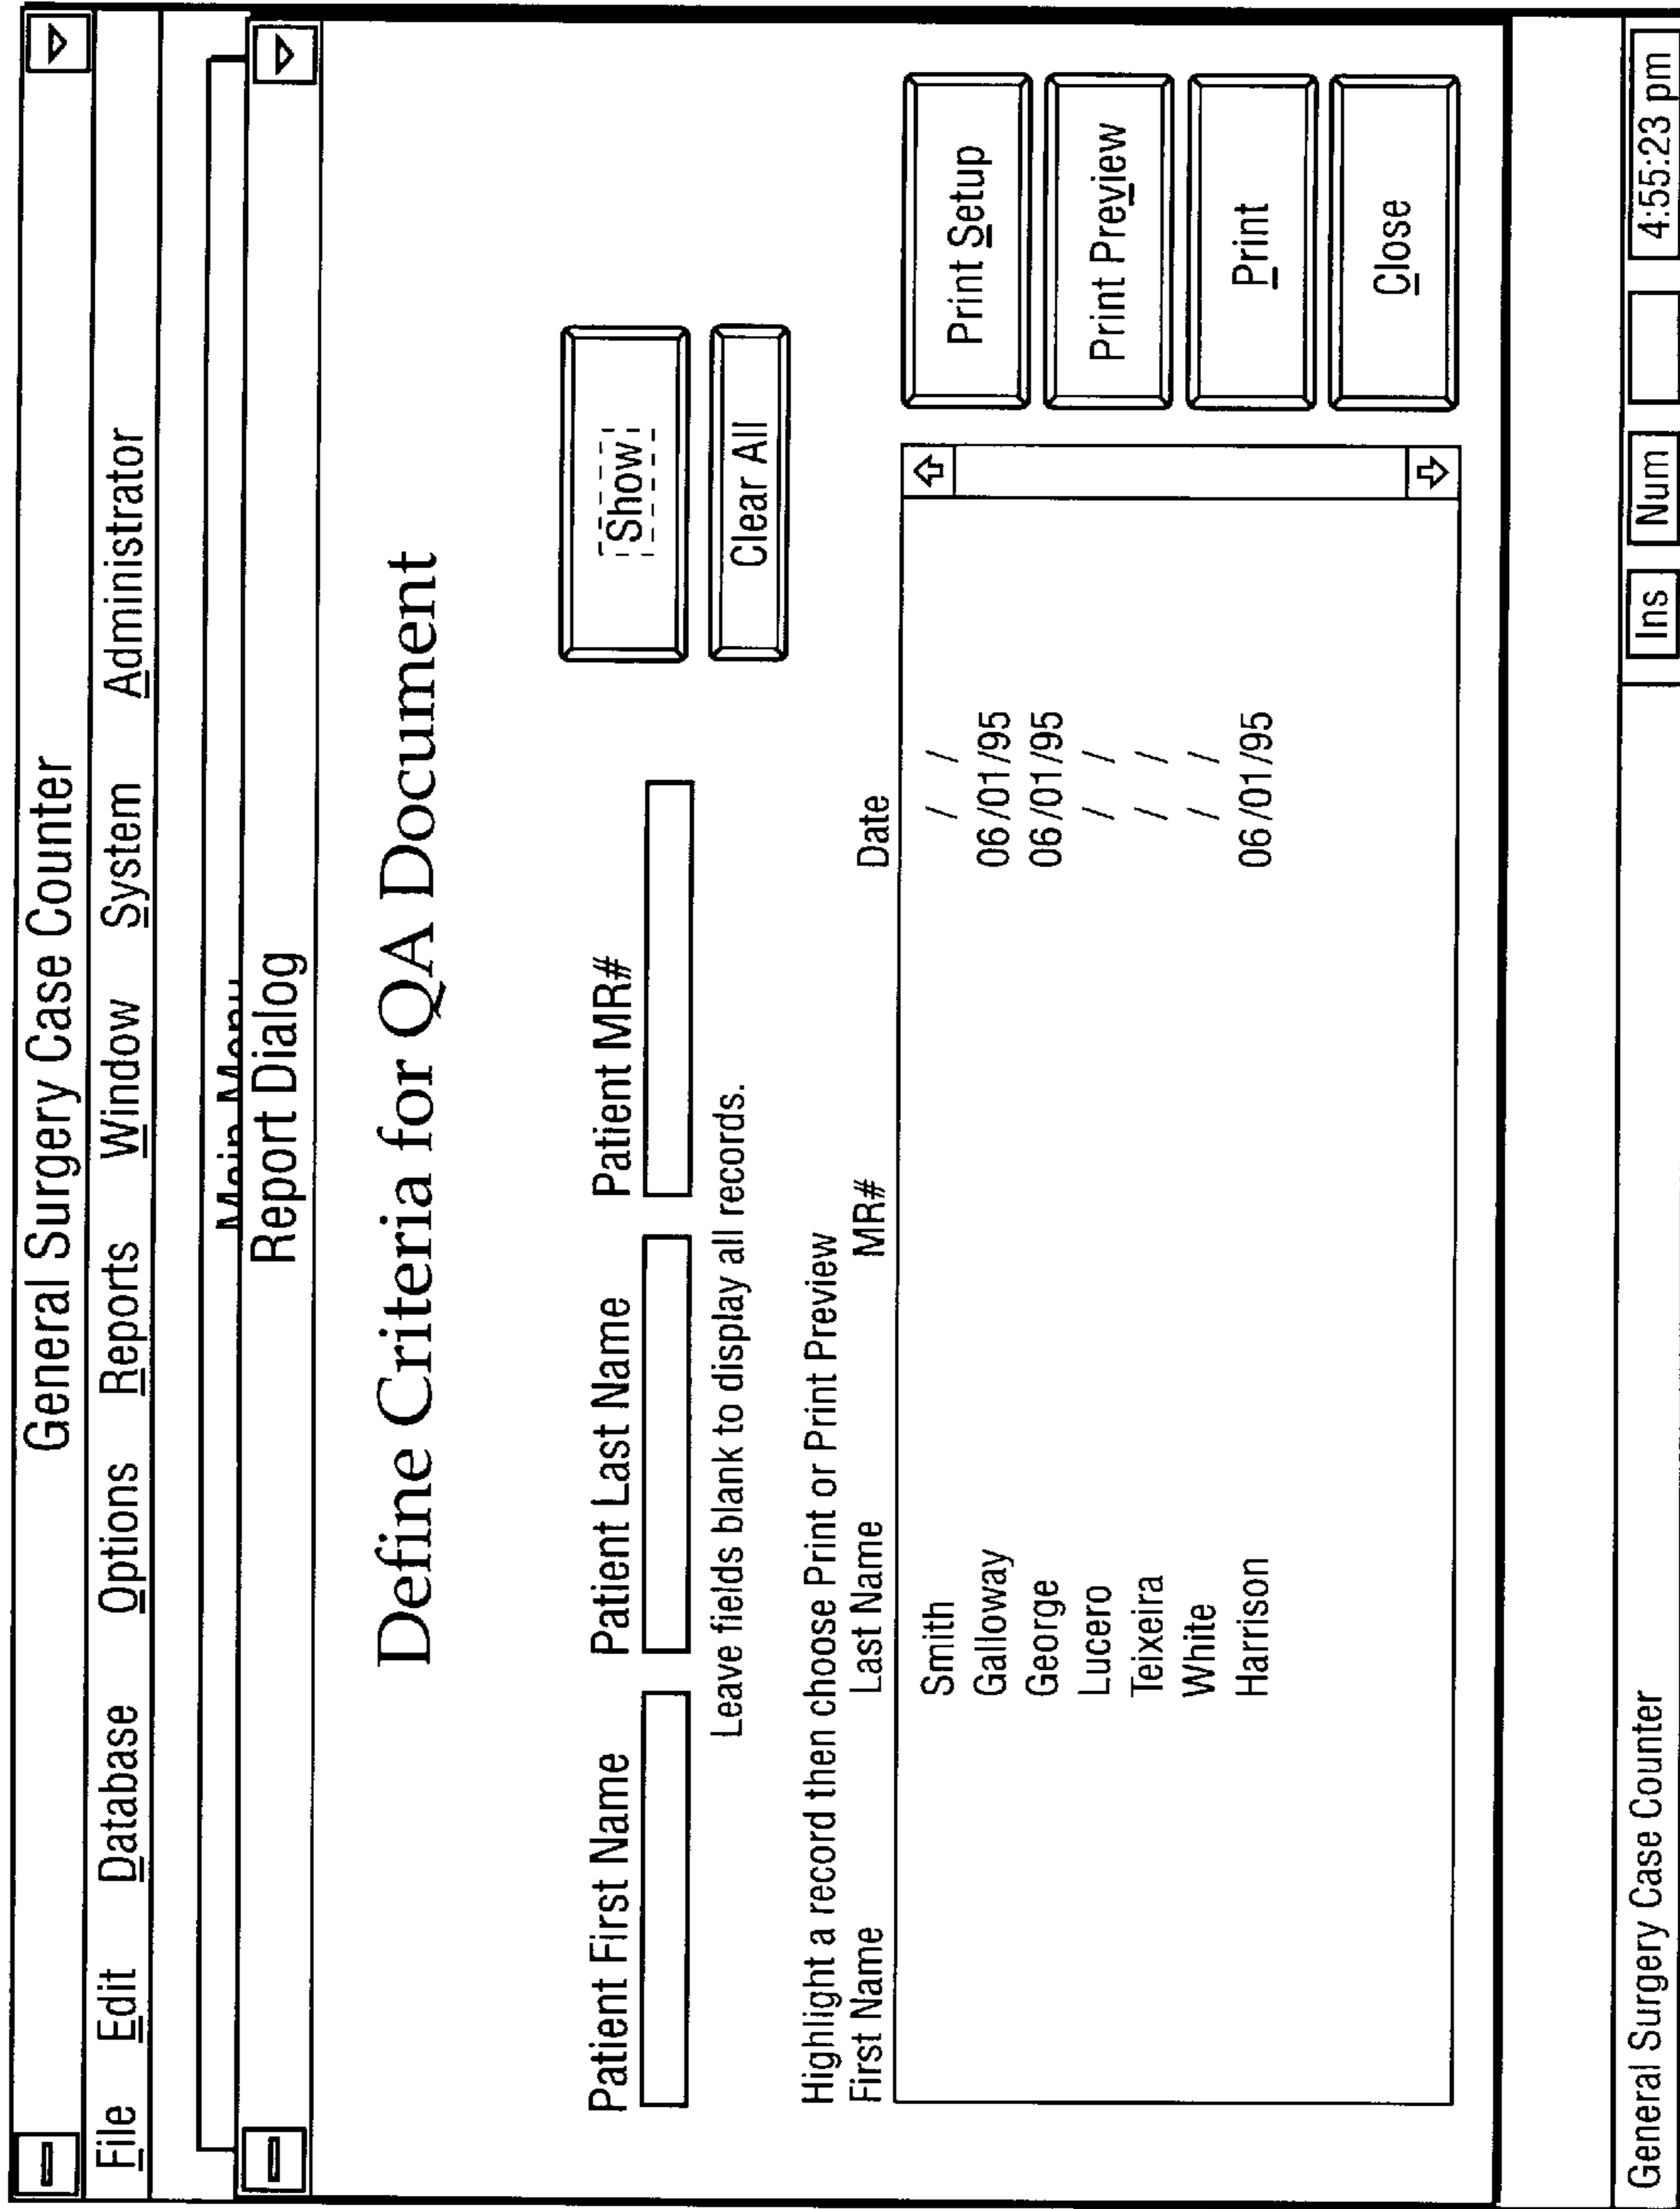 General Surgery Case Counter
File Edit Database Options Reports Window System Administrator
Main Menu
Report Dialog
Define Criteria for QA Document
Patient First Name Patient Last Name Patient MR#
Show
Leave fields blank to display all records.
Clear All
Highlight a record then choose Print or Print Preview
First Name Last Name MR# Date
Smith / /
Galloway 06/01/95
George 06/01/95
Lucero / /
Teixeira / /
White / /
Harrison 06/01/95
Print Setup
Print Preview
Print
Close
General Surgery Case Counter Ins Num 4:55:23 pm